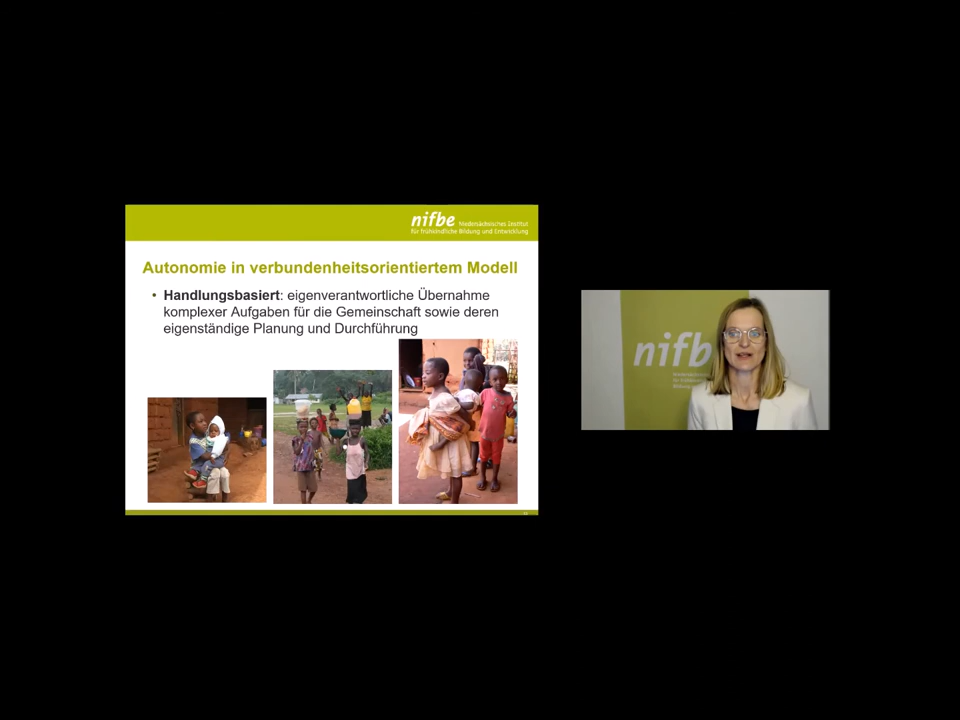 nifbe Niedersächsisches Institut
für frühkindliche Bildung und Entwicklung
Autonomie in verbundenheitsorientiertem Modell
• Handlungsbasiert: eigenverantwortliche Übernahme
komplexer Aufgaben für die Gemeinschaft sowie deren
eigenständige Planung und Durchführung
nifb